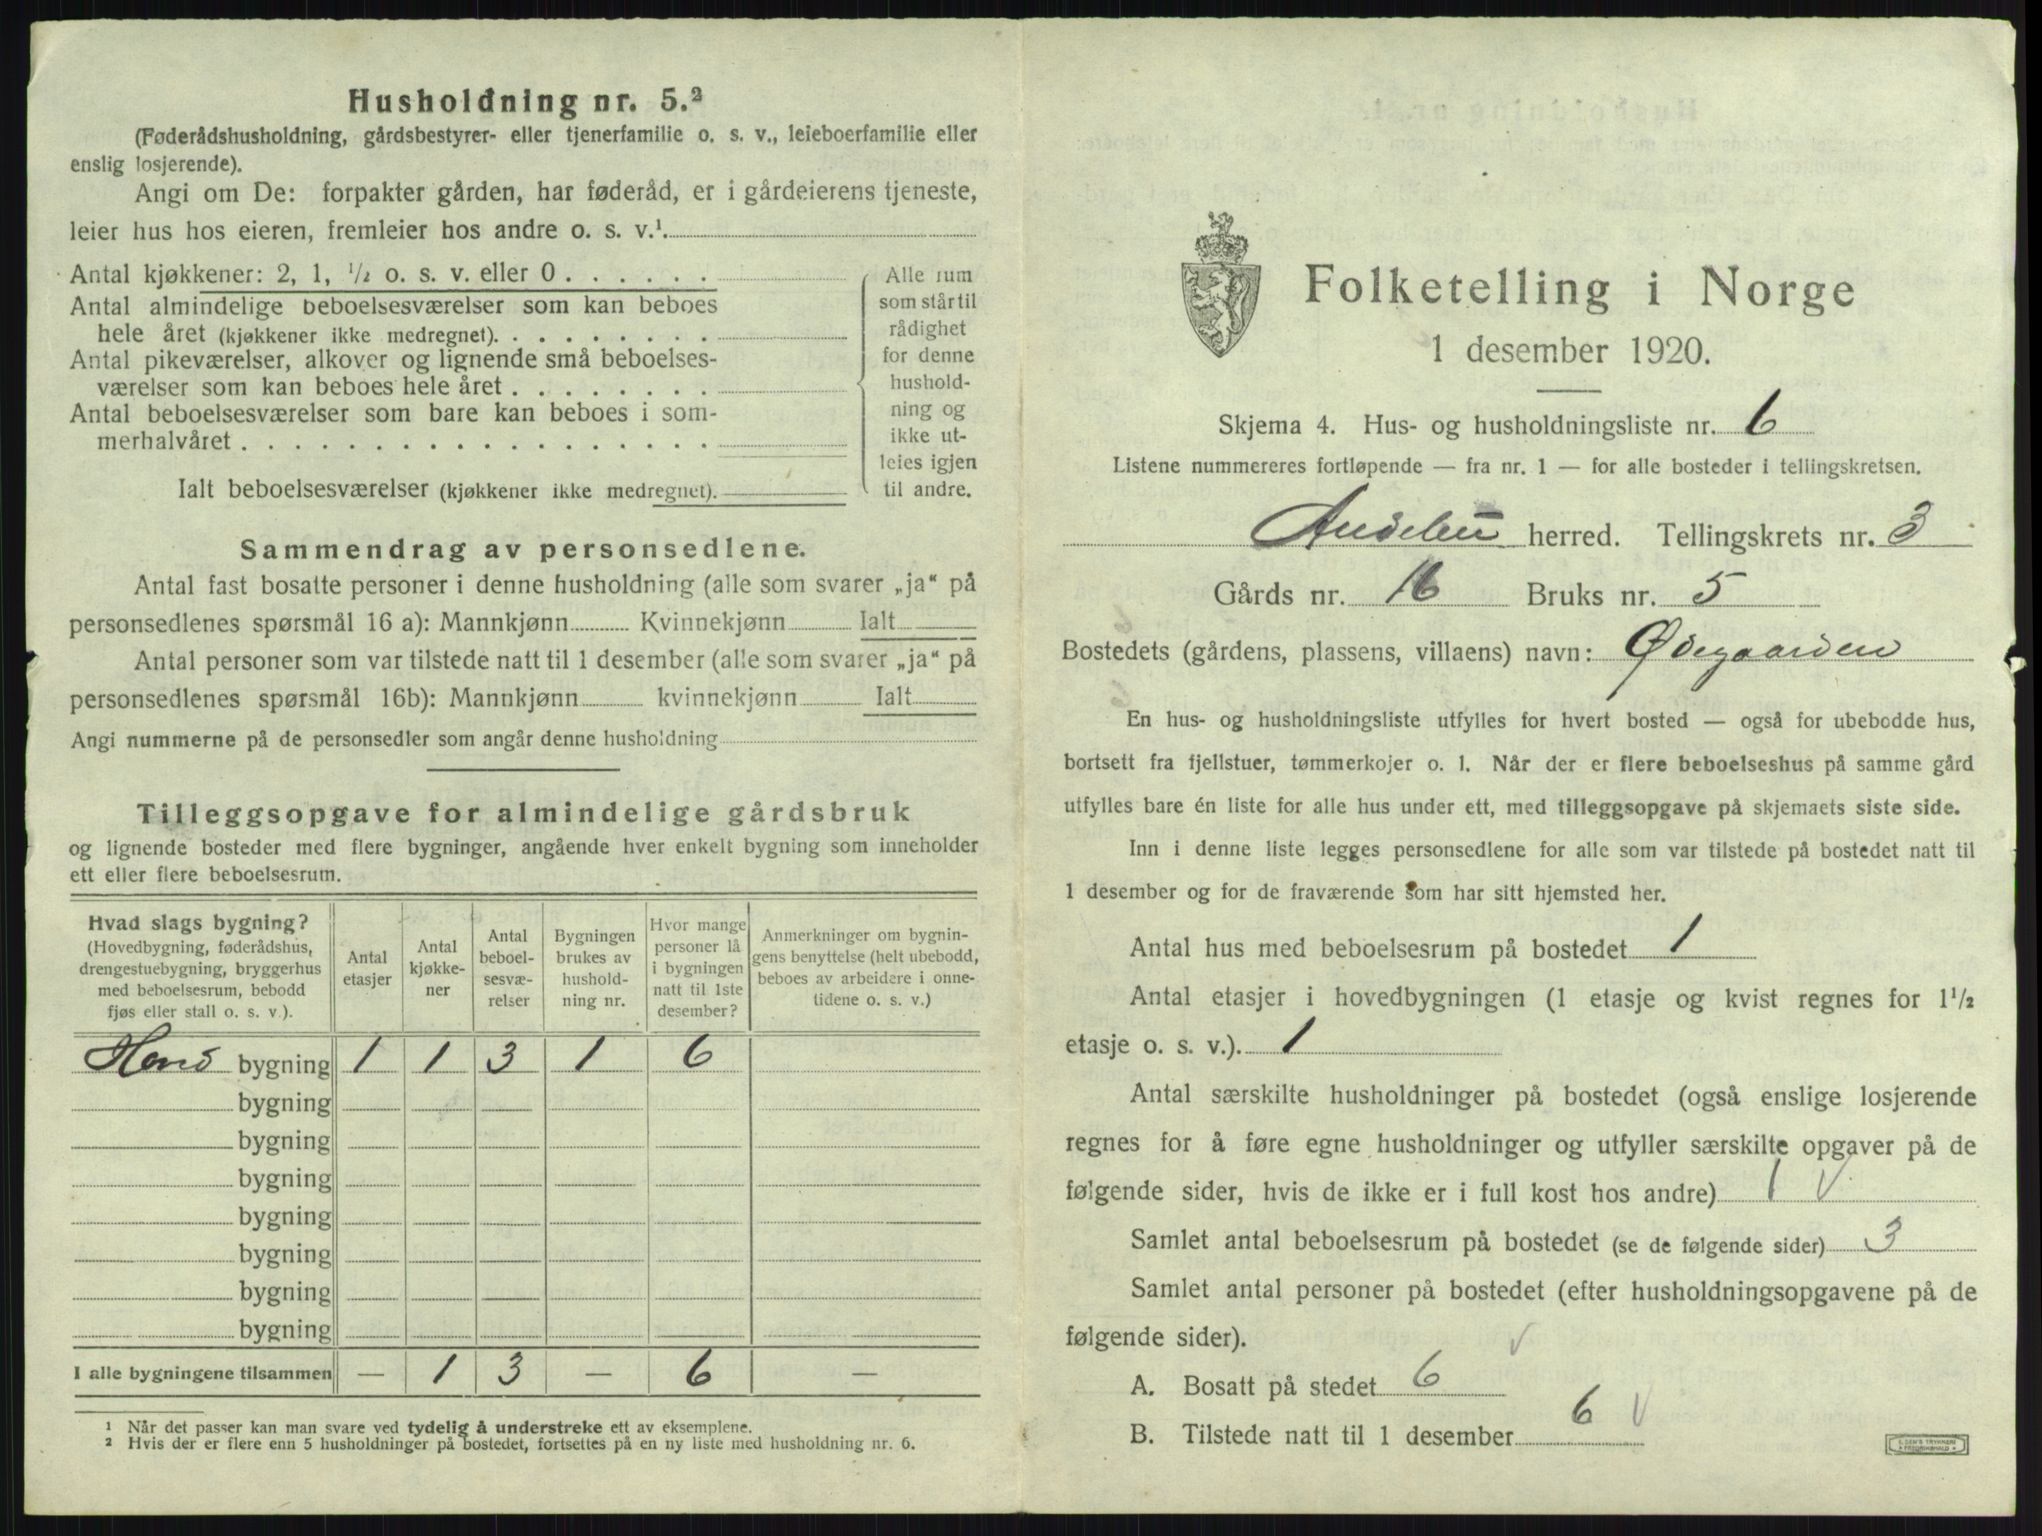 Husholdning nr. 5.²
(Føderådshusholdning, gårdsbestyrer- eller tjenerfamilie o. s. v., leieboerfamilie eller
enslig losjerende).
Angi om De: forpakter gården, har føderåd, er i gårdeierens tjeneste,
leier hus hos eieren, fremleier hos andre o. s. v.¹
Antal kjøkkener: 2, 1, ½ o. s. v. eller 0 . . . . . .
Antal almindelige beboelsesværelser som kan beboes
hele året (kjøkkener ikke medregnet). . . . . . . . .
Antal pikeværelser, alkover og lignende små beboelses-
værelser som kan beboes hele året . . . . . . . .
Antal beboelsesværelser som bare kan beboes i som-
merhalvåret . . . . . . . . . . . . . . . . . .
Ialt beboelsesværelser (kjøkkener ikke medregnet).
Alle rum
som står til
rådighet
for denne
hushold-
ning og
ikke ut-
leies igjen
til andre.
Sammendrag av personsedlene.
Antal fast bosatte personer i denne husholdning (alle som svarer „ja“ på
personsedlenes spørsmål 16 a): Mannkjønn Kvinnekjønn Ialt
Antal personer som var tilstede natt til 1 desember (alle som svarer „ja“ på
personsedlenes spørsmål 16b): Mannkjønn kvinnekjønn Ialt
Angi nummerne på de personsedler som angår denne husholdning
Tilleggsopgave for almindelige gårdsbruk
og lignende bosteder med flere bygninger, angående hver enkelt bygning som inneholder
ett eller flere beboelsesrum.
Hvad slags bygning?
(Hovedbygning, føderådshus,
drengestuebygning, bryggerhus
med beboelsesrum, bebodd
fjøs eller stall o. s. v.).
Antal
etasjer
Antal
kjøkke-
ner
Antal
beboel-
sesvæ-
relser
Bygningen
brukes av
hushold-
ning nr.
Hvor mange
personer lå
i bygningen
natt til 1ste
desember?
Anmerkninger om bygnin-
gens benyttelse (helt ubebodd,
beboes av arbeidere i onne-
tidene o. s. v.)
bygning 1 1 3 1 6
bygning
bygning
bygning
bygning
bygning
bygning
bygning
I alle bygningene tilsammen — 1 3 — 6 —
¹ Når det passer kan man svare ved tydelig å understreke ett av eksemplene.
² Hvis der er flere enn 5 husholdninger på bostedet, fortsettes på en ny liste med husholdning nr. 6.
Folketelling i Norge
1 desember 1920.
Skjema 4. Hus- og husholdningsliste nr. 6
Listene nummereres fortløpende — fra nr. 1 — for alle bosteder i tellingskretsen.
Andebu herred. Tellingskrets nr. 3
Gårds nr. 16 Bruks nr. 5
Bostedets (gårdens, plassens, villaens) navn: Ødegaarden
En hus- og husholdningsliste utfylles for hvert bosted — også for ubebodde hus,
bortsett fra fjellstuer, tømmerkojer o. l. Når der er flere beboelseshus på samme gård
utfylles bare én liste for alle hus under ett, med tilleggsopgave på skjemaets siste side.
Inn i denne liste legges personsedlene for alle som var tilstede på bostedet natt til
1 desember og for de fraværende som har sitt hjemsted her.
Antal hus med beboelsesrum på bostedet 1
Antal etasjer i hovedbygningen (1 etasje og kvist regnes for 1½
etasje o. s. v.). 1
Antal særskilte husholdninger på bostedet (også enslige losjerende
regnes for å føre egne husholdninger og utfyller særskilte opgaver på de
følgende sider, hvis de ikke er i full kost hos andre) 1 V
Samlet antal beboelsesrum på bostedet (se de følgende sider) 3
Samlet antal personer på bostedet (efter husholdningsopgavene på de
følgende sider). V
A. Bosatt på stedet 6
B. Tilstede natt til 1 desember 6 V